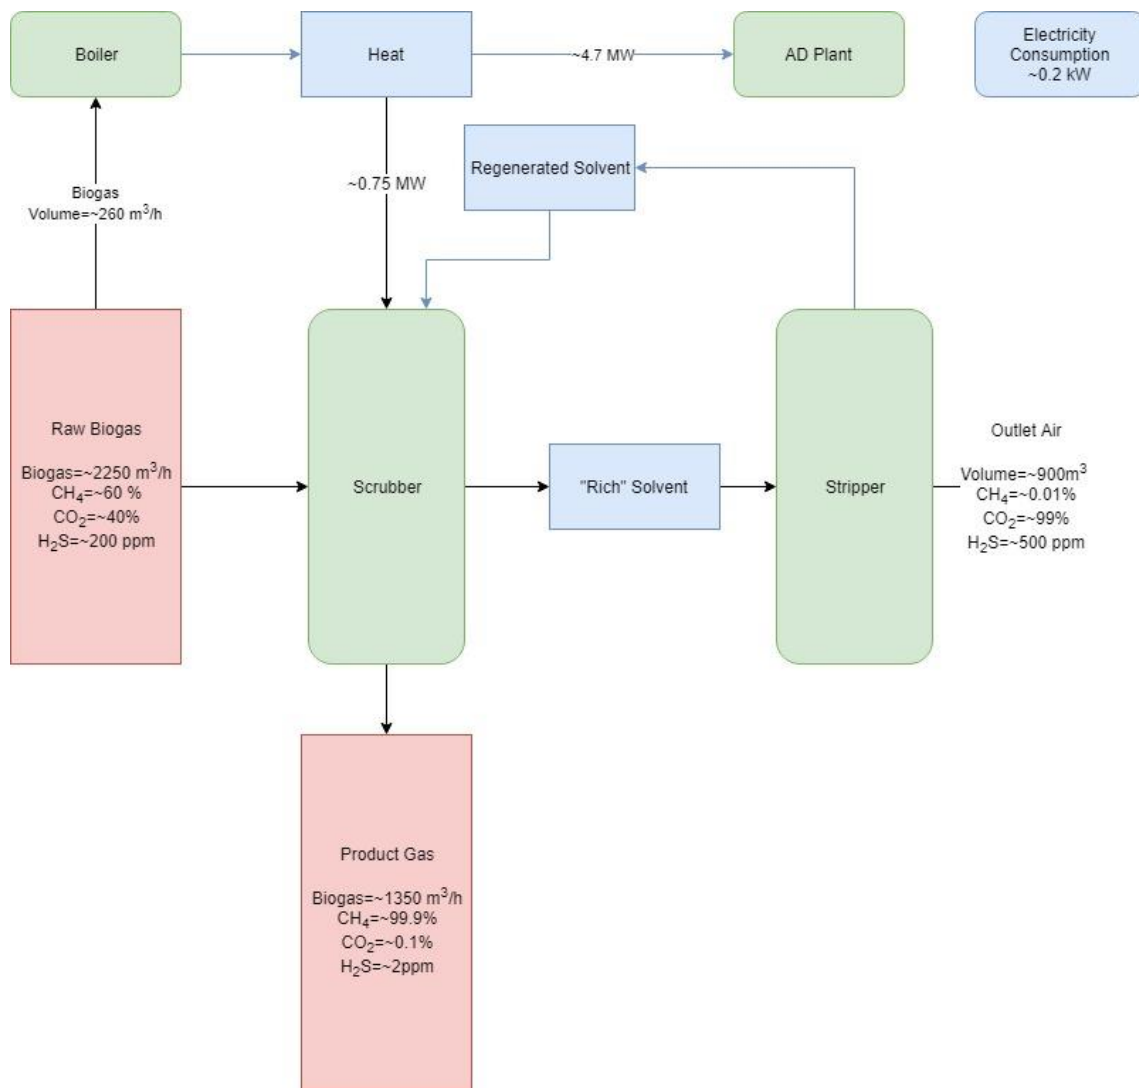 Boiler
Heat
~4.7 MW
AD Plant
Electricity
Consumption
~0.2 kW
Regenerated Solvent
~0.75 MW
Biogas
Volume=~260 m³/h
Raw Biogas
Biogas=~2250 m³/h
CH₄=~60 %
CO₂=~40%
H₂S=~200 ppm
Scrubber
"Rich" Solvent
Stripper
Outlet Air
Volume=~900m³
CH₄=~0.01%
CO₂=~99%
H₂S=~500 ppm
Product Gas
Biogas=~1350 m³/h
CH₄=~99.9%
CO₂=~0.1%
H₂S=~2ppm